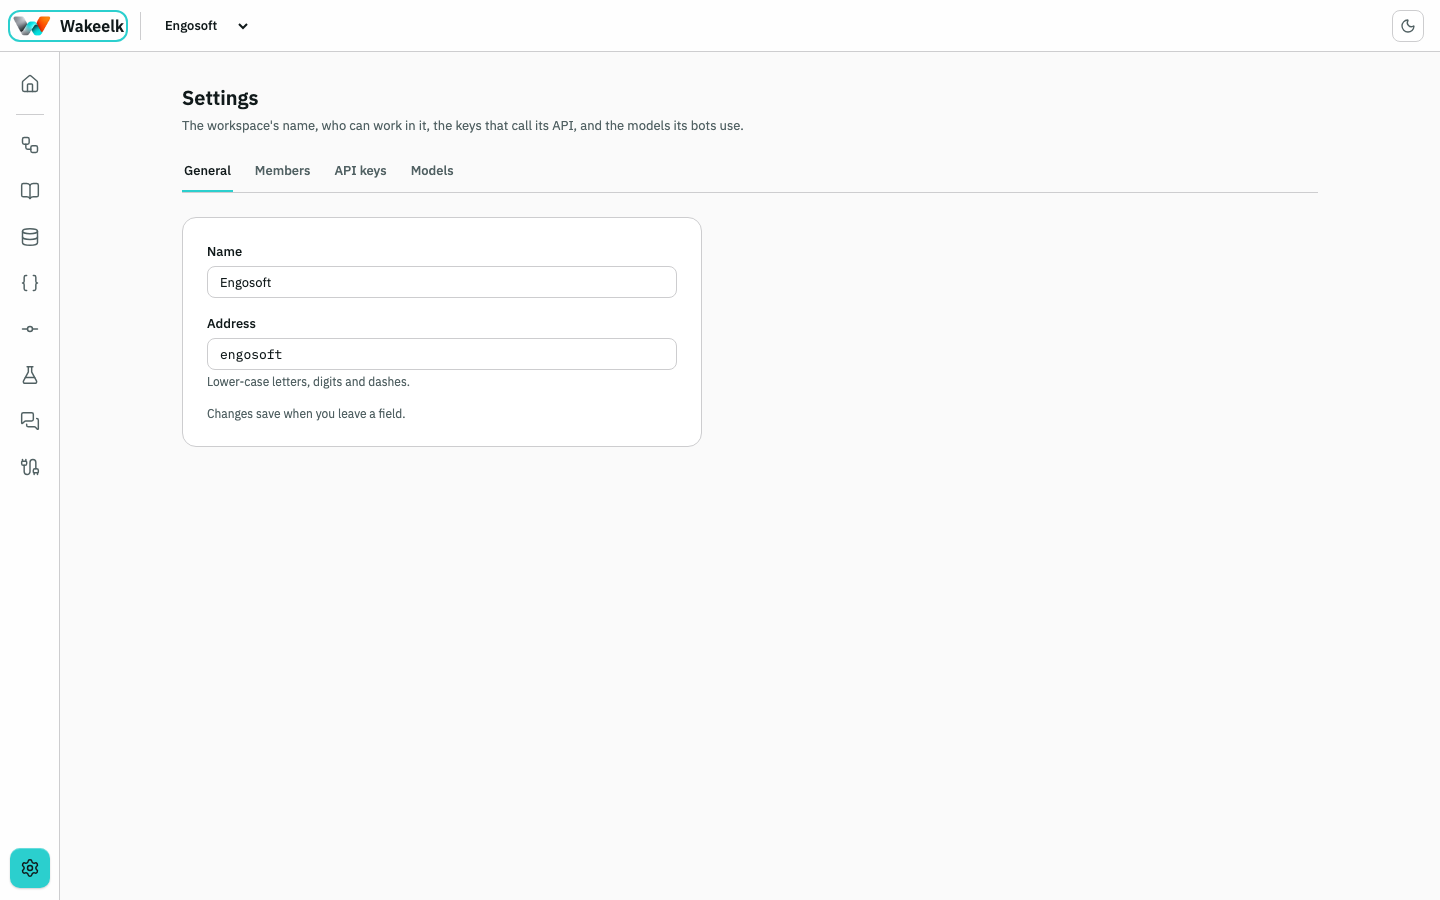 Wakeelk
Engosoft
Settings
The workspace's name, who can work in it, the keys that call its API, and the models its bots use.
General Members API keys Models
Name
Engosoft
Address
engosoft
Lower-case letters, digits and dashes.
Changes save when you leave a field.